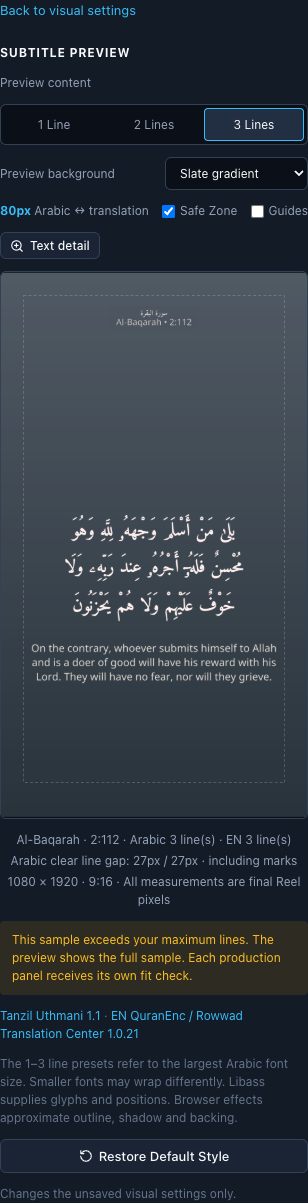 Back to visual settings
SUBTITLE PREVIEW
Preview content
1 Line 2 Lines 3 Lines
Preview background Slate gradient
80px Arabic ↔ translation Safe Zone Guides
Text detail
سورة البقرة
Al-Baqarah • 2:112
بَلَىٰ مَنْ أَسْلَمَ وَجْهَهُۥ لِلَّهِ وَهُوَ
مُحْسِنٌ فَلَهُۥٓ أَجْرُهُۥ عِندَ رَبِّهِۦ وَلَا
خَوْفٌ عَلَيْهِمْ وَلَا هُمْ يَحْزَنُونَ
On the contrary, whoever submits himself to Allah
and is a doer of good will have his reward with his
Lord. They will have no fear, nor will they grieve.
Al-Baqarah · 2:112 · Arabic 3 line(s) · EN 3 line(s)
Arabic clear line gap: 27px / 27px · including marks
1080 × 1920 · 9:16 · All measurements are final Reel
pixels
This sample exceeds your maximum lines. The
preview shows the full sample. Each production
panel receives its own fit check.
Tanzil Uthmani 1.1 · EN QuranEnc / Rowwad
Translation Center 1.0.21
The 1–3 line presets refer to the largest Arabic font
size. Smaller fonts may wrap differently. Libass
supplies glyphs and positions. Browser effects
approximate outline, shadow and backing.
Restore Default Style
Changes the unsaved visual settings only.